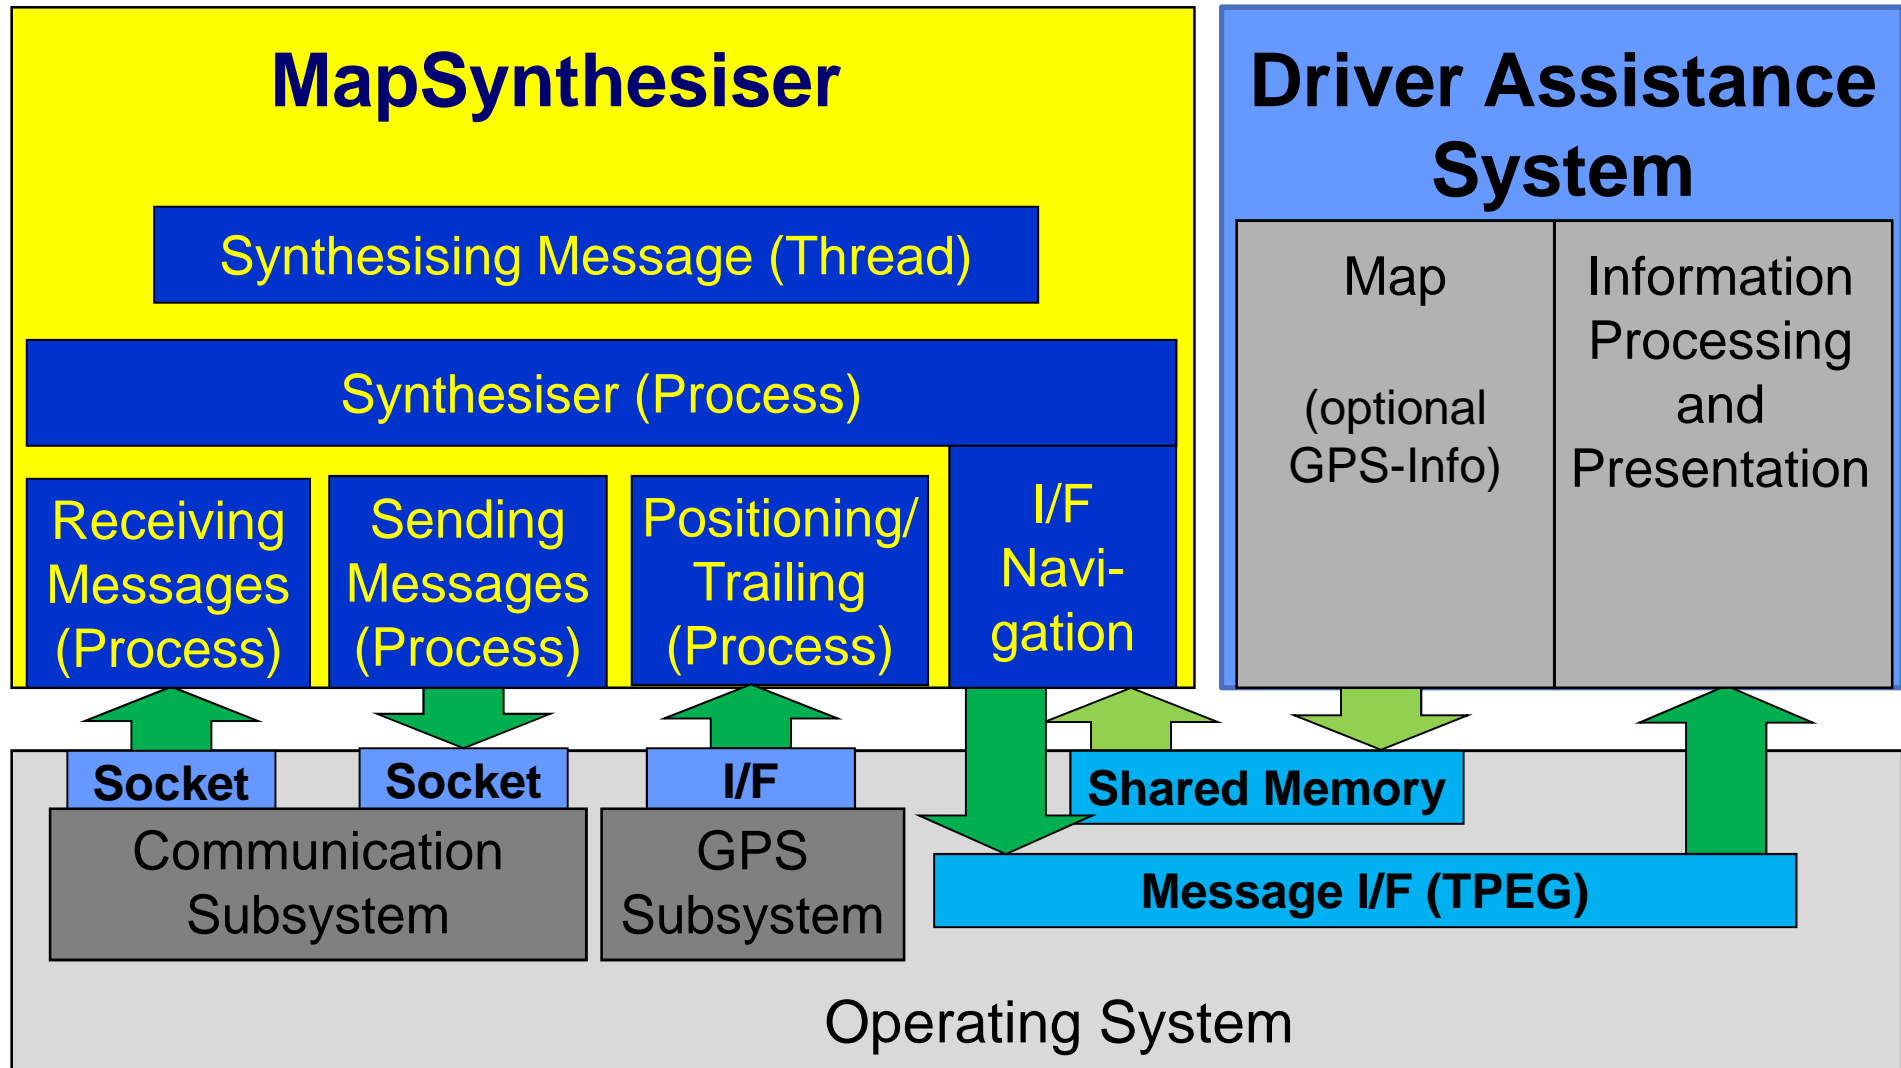 MapSynthesiser
Synthesising Message (Thread)
Synthesiser (Process)
Receiving
Messages
(Process)
Sending
Messages
(Process)
Positioning/
Trailing
(Process)
I/F
Navi-
gation
Driver Assistance
System
Map
(optional
GPS-Info)
Information
Processing
and
Presentation
Socket
Socket
I/F
Shared Memory
Communication
Subsystem
GPS
Subsystem
Message I/F (TPEG)
Operating System